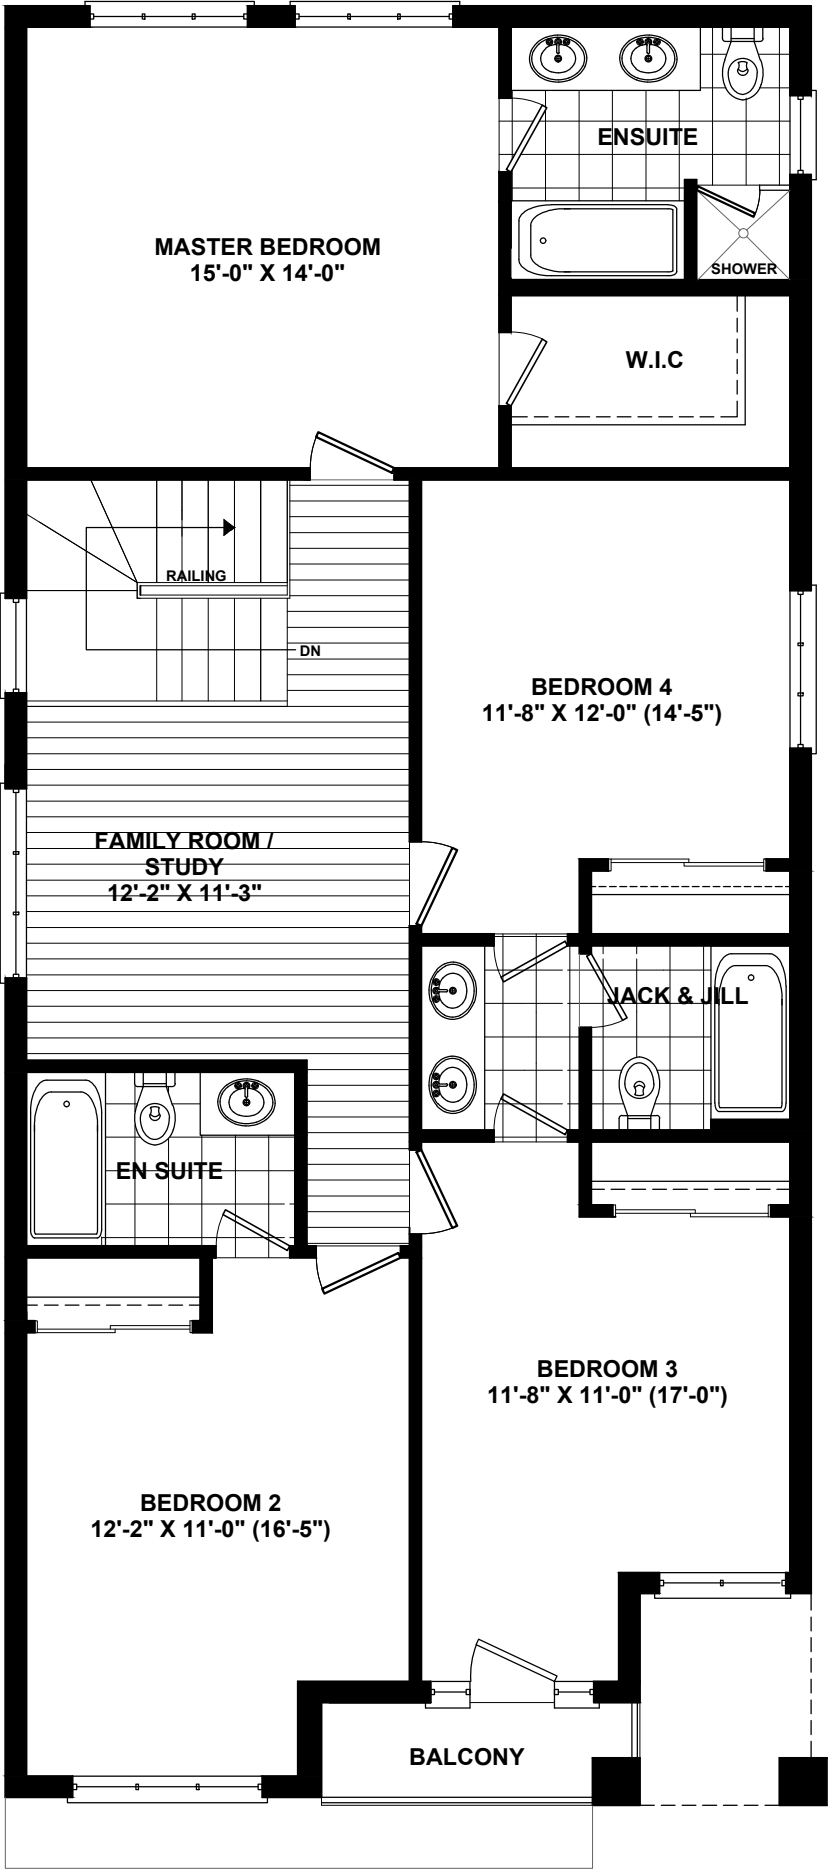 ENSUITE
MASTER BEDROOM
15'-0" X 14'-0"
SHOWER
W.I.C
RAILING
DN
BEDROOM 4
11'-8" X 12'-0" (14'-5")
FAMILY ROOM /
STUDY
12'-2" X 11'-3"
JACK & JILL
EN SUITE
BEDROOM 3
11'-8" X 11'-0" (17'-0")
BEDROOM 2
12'-2" X 11'-0" (16'-5")
BALCONY